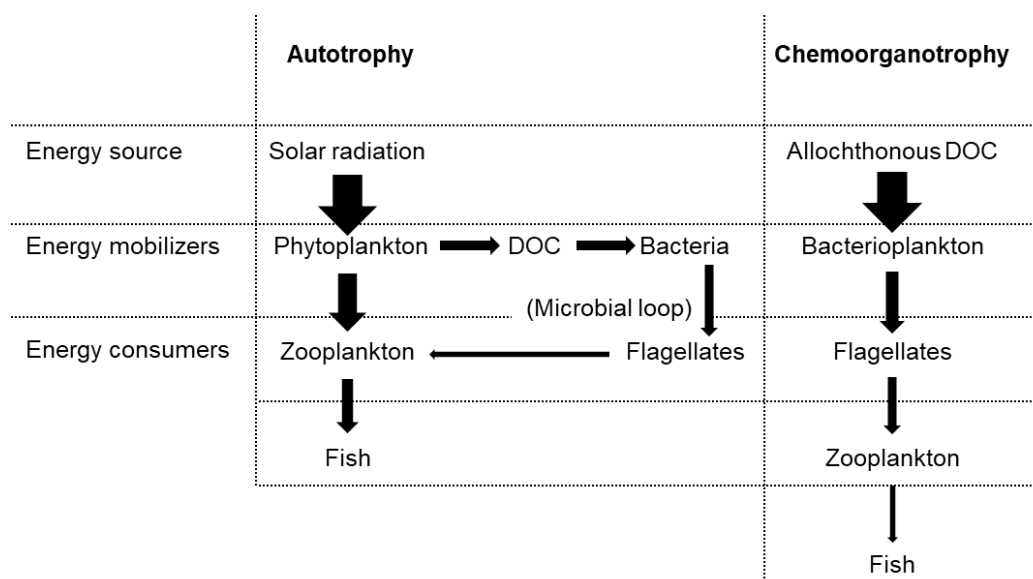 Autotrophy
Chemoorganotrophy
Energy source
Solar radiation
Allochthonous DOC
Energy mobilizers
Phytoplankton
DOC
Bacteria
Bacterioplankton
(Microbial loop)
Energy consumers
Zooplankton
Flagellates
Flagellates
Fish
Zooplankton
Fish